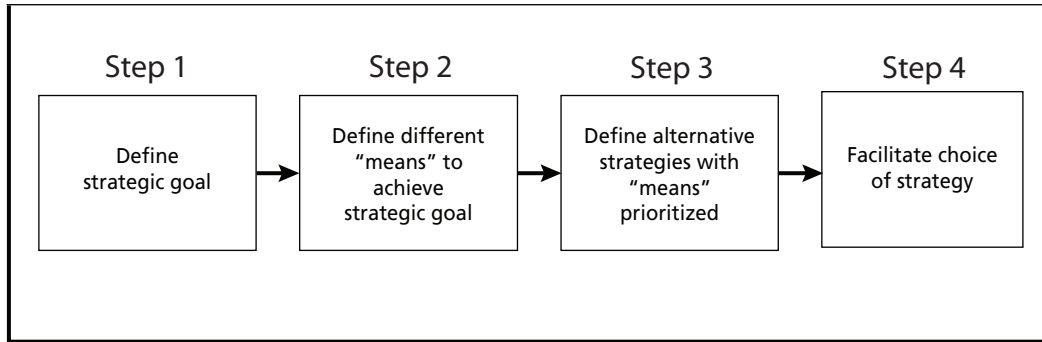 Step 1
Define
strategic goal
Step 2
Define different
“means” to
achieve
strategic goal
Step 3
Define alternative
strategies with
“means”
prioritized
Step 4
Facilitate choice
of strategy